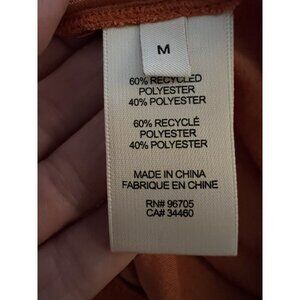 M
60% RECYCLED
POLYESTER
40% POLYESTER
60% RECYCLÉ
POLYESTER
40% POLYESTER
MADE IN CHINA
FABRIQUE EN CHINE
RN# 96705
CA# 34460